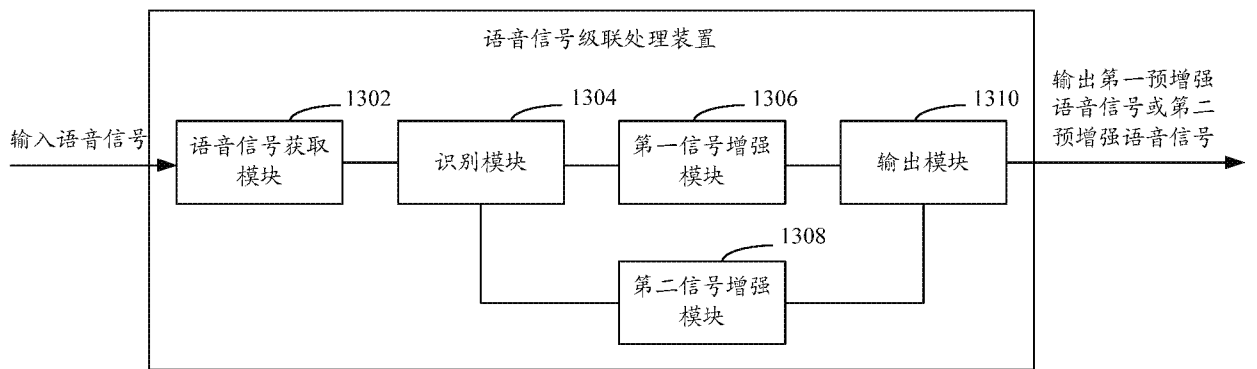 语音信号级联处理装置
输入语音信号
1302
语音信号获取
模块
1304
识别模块
1306
第一信号增强
模块
1308
第二信号增强
模块
1310
输出模块
输出第一预增强
语音信号或第二
预增强语音信号